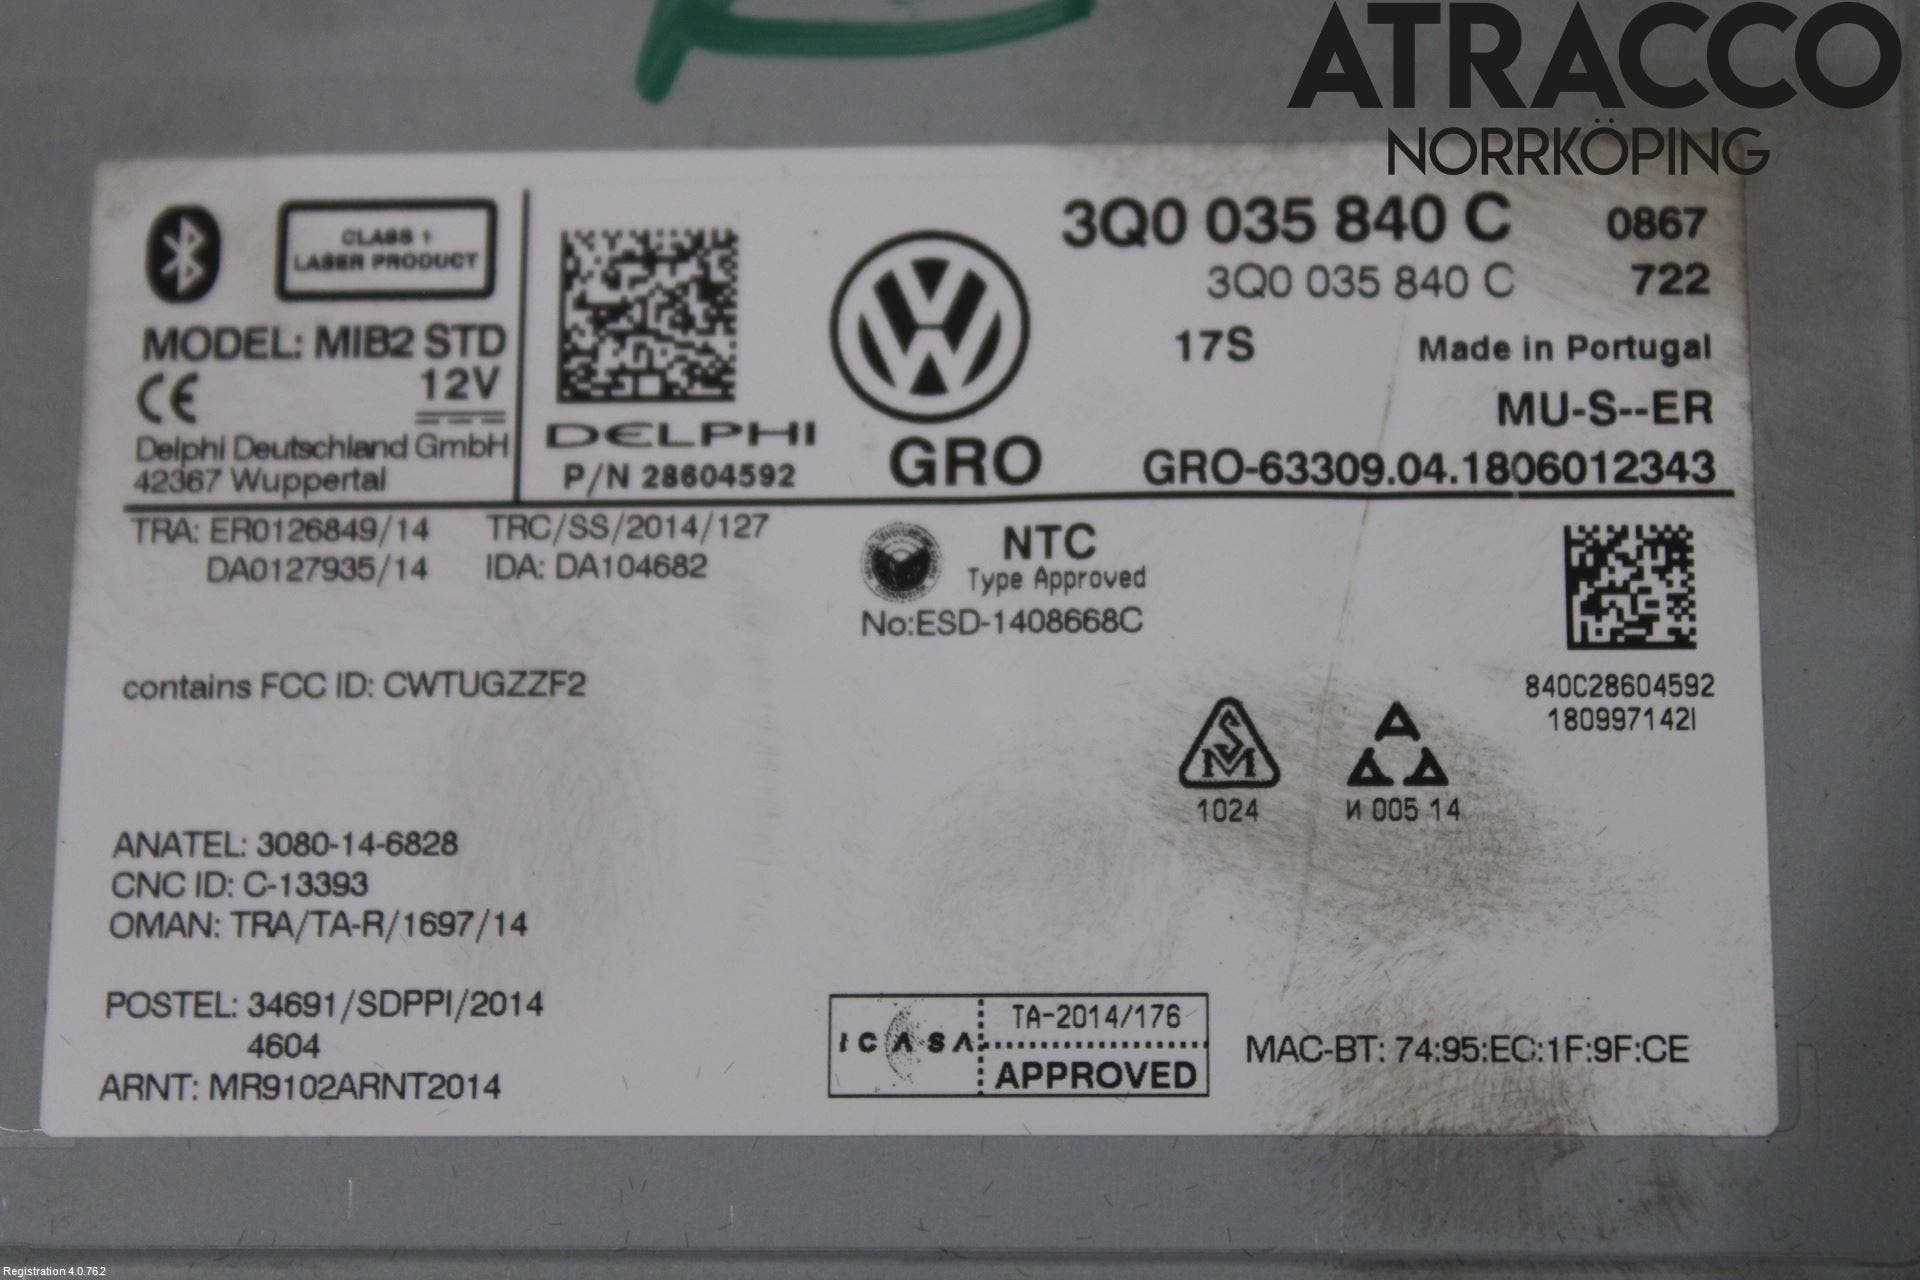 ATRACCO
NORRKÖPING
CLASS 1
LASER PRODUCT
MODEL: MIB2 STD
12V
CE
Delphi Deutschland GmbH
42367 Wuppertal
DELPHI
P/N 28604592
GRO
3Q0 035 840 C 0867
3Q0 035 840 C 722
17S Made in Portugal
MU-S--ER
GRO-63309.04.1806012343
TRA: ER0126849/14 TRC/SS/2014/127
DA0127935/14 IDA: DA104682
NTC
Type Approved
No:ESD-1408668C
840C28604592
180997142I
contains FCC ID: CWTUGZZF2
1024
И 005 14
ANATEL: 3080-14-6828
CNC ID: C-13393
OMAN: TRA/TA-R/1697/14
POSTEL: 34691/SDPPI/2014
4604
ARNT: MR9102ARNT2014
ICASA
TA-2014/176
APPROVED
MAC-BT: 74:95:EC:1F:9F:CE
Registration 4.0.76.2